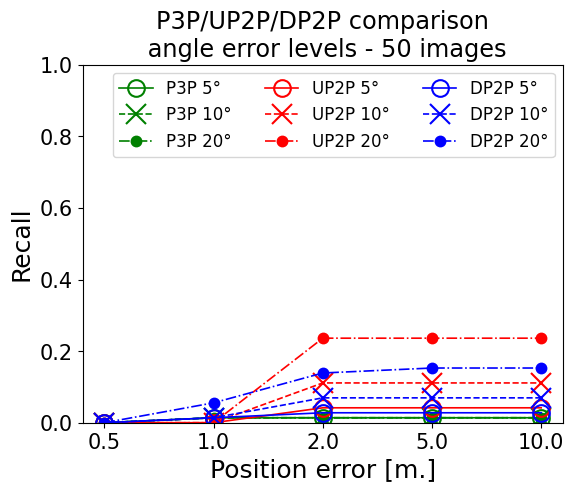 P3P/UP2P/DP2P comparison
angle error levels - 50 images
P3P 5° UP2P 5° DP2P 5°
P3P 10° UP2P 10° DP2P 10°
P3P 20° UP2P 20° DP2P 20°
1.0
0.8
0.6
0.4
0.2
0.0
Recall
0.5 1.0 2.0 5.0 10.0
Position error [m.]